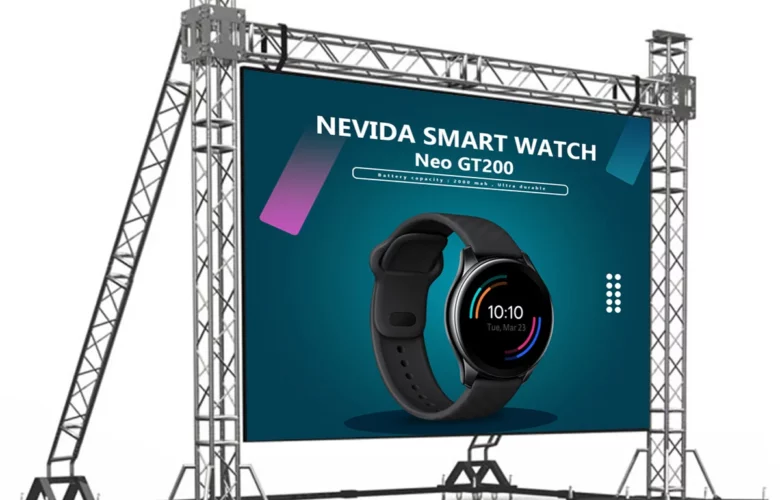 NEVIDA SMART WATCH
Neo GT200
Battery capacity : 2000 mah , Ultra durable
10:10
Tue, Mar 23